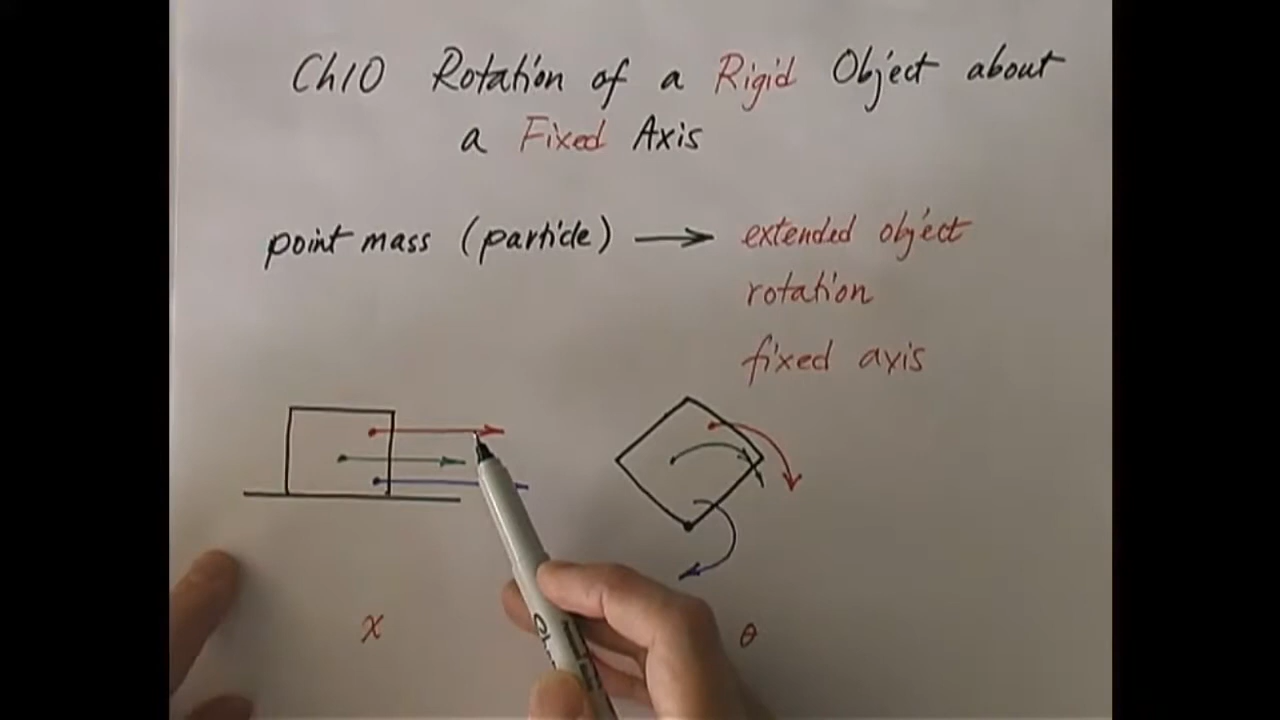 Ch10 Rotation of a Rigid Object about
a Fixed Axis
point mass (particle) → extended object
rotation
fixed axis
x θ